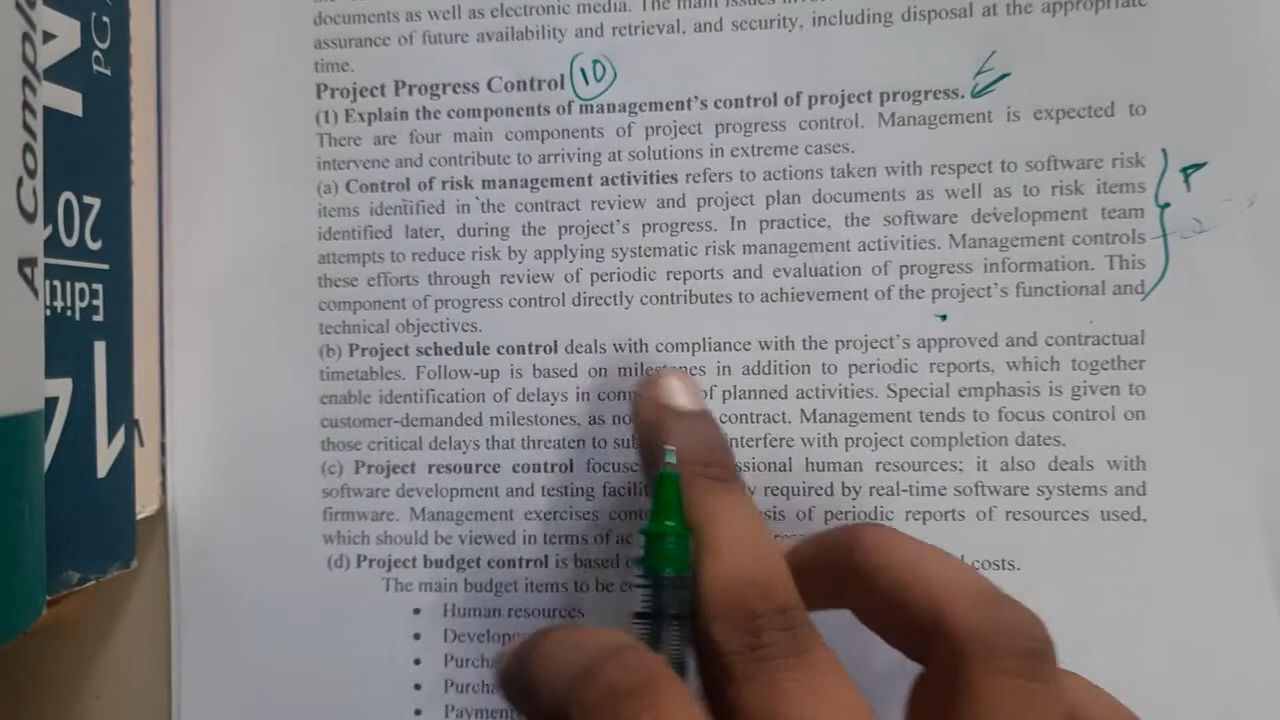 documents as well as electronic media. The main issues
assurance of future availability and retrieval, and security, including disposal at the appropriate
time.
Project Progress Control 10
(1) Explain the components of management's control of project progress.
There are four main components of project progress control. Management is expected to
intervene and contribute to arriving at solutions in extreme cases.
(a) Control of risk management activities refers to actions taken with respect to software risk
items identified in the contract review and project plan documents as well as to risk items
identified later, during the project's progress. In practice, the software development team
attempts to reduce risk by applying systematic risk management activities. Management controls
these efforts through review of periodic reports and evaluation of progress information. This
component of progress control directly contributes to achievement of the project's functional and
technical objectives.
(b) Project schedule control deals with compliance with the project's approved and contractual
timetables. Follow-up is based on milestones in addition to periodic reports, which together
enable identification of delays in of planned activities. Special emphasis is given to
customer-demanded milestones, as contract. Management tends to focus control on
those critical delays that threaten to interfere with project completion dates.
(c) Project resource control human resources; it also deals with
software development and testing required by real-time software systems and
firmware. Management exercises of periodic reports of resources used,
which should be viewed in terms of
(d) Project budget control is based costs.
The main budget items to be
• Human resources
•
•
•
•
A
PG
20
Editi